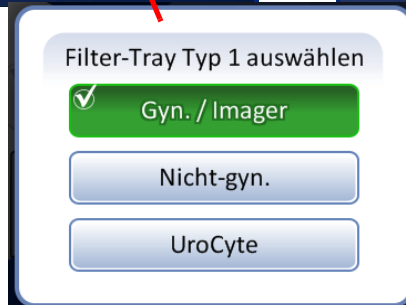 Filter-Tray Typ 1 auswählen
Gyn. / Imager
Nicht-gyn.
UroCyte